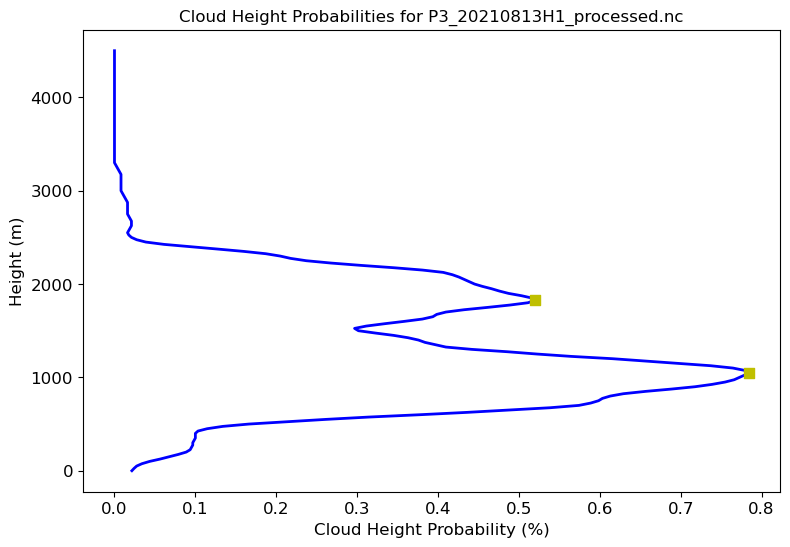 Cloud Height Probabilities for P3_20210813H1_processed.nc
Height (m)
4000
3000
2000
1000
0
0.0 0.1 0.2 0.3 0.4 0.5 0.6 0.7 0.8
Cloud Height Probability (%)